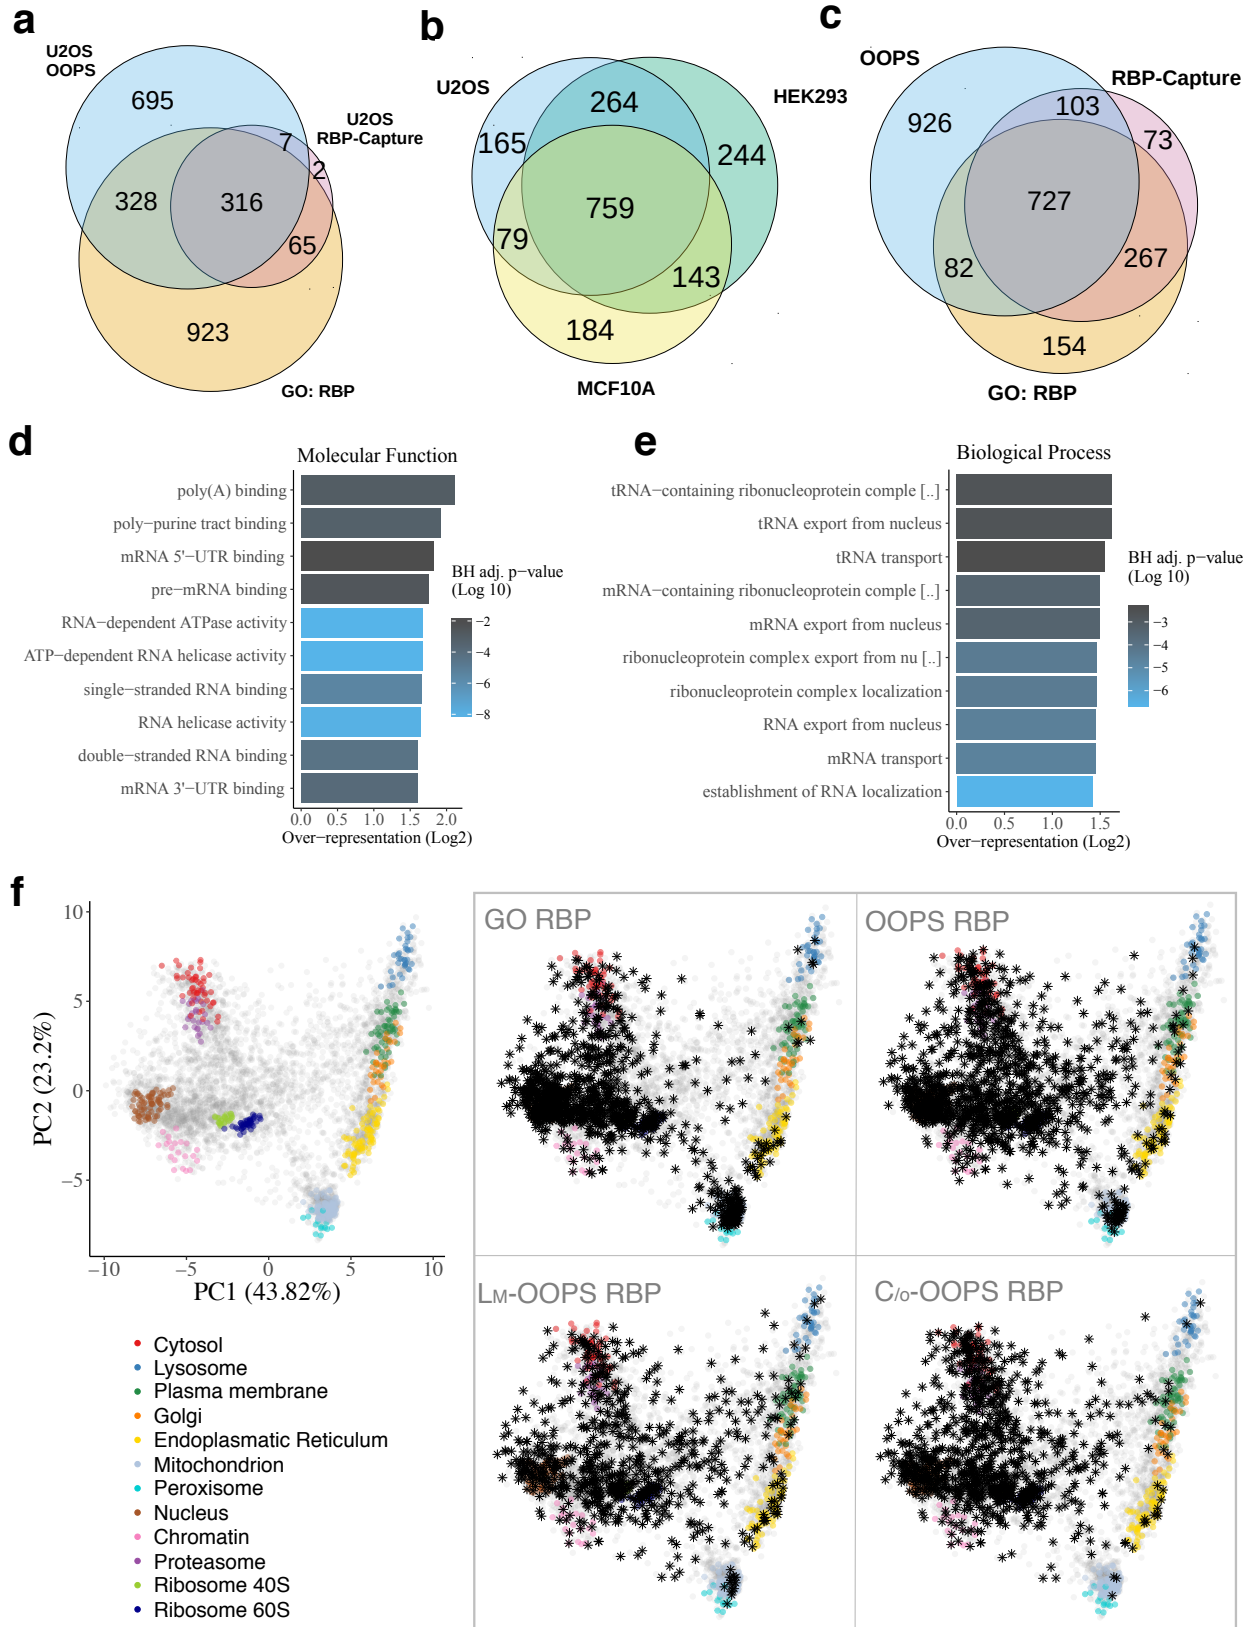 a
U2OS
OOPS
695
U2OS
RBP-Capture
7
2
328
316
65
923
GO: RBP
b
U2OS
264
HEK293
165
244
759
79
143
184
MCF10A
c
OOPS
RBP-Capture
103
926
73
727
82
267
154
GO: RBP
d
Molecular Function
poly(A) binding
poly−purine tract binding
mRNA 5'−UTR binding
pre−mRNA binding
RNA−dependent ATPase activity
ATP−dependent RNA helicase activity
single−stranded RNA binding
RNA helicase activity
double−stranded RNA binding
mRNA 3'−UTR binding
0.0 0.5 1.0 1.5 2.0
Over−representation (Log2)
BH adj. p−value
(Log 10)
−2
−4
−6
−8
e
Biological Process
tRNA−containing ribonucleoprotein comple [..]
tRNA export from nucleus
tRNA transport
mRNA−containing ribonucleoprotein comple [..]
mRNA export from nucleus
ribonucleoprotein complex export from nu [..]
ribonucleoprotein complex localization
RNA export from nucleus
mRNA transport
establishment of RNA localization
0.0 0.5 1.0 1.5
Over−representation (Log2)
BH adj. p−value
(Log 10)
−3
−4
−5
−6
f
10
5
0
−5
PC2 (23.2%)
−10 −5 0 5 10
PC1 (43.82%)
GO RBP
OOPS RBP
LM-OOPS RBP
C/o-OOPS RBP
Cytosol
Lysosome
Plasma membrane
Golgi
Endoplasmatic Reticulum
Mitochondrion
Peroxisome
Nucleus
Chromatin
Proteasome
Ribosome 40S
Ribosome 60S